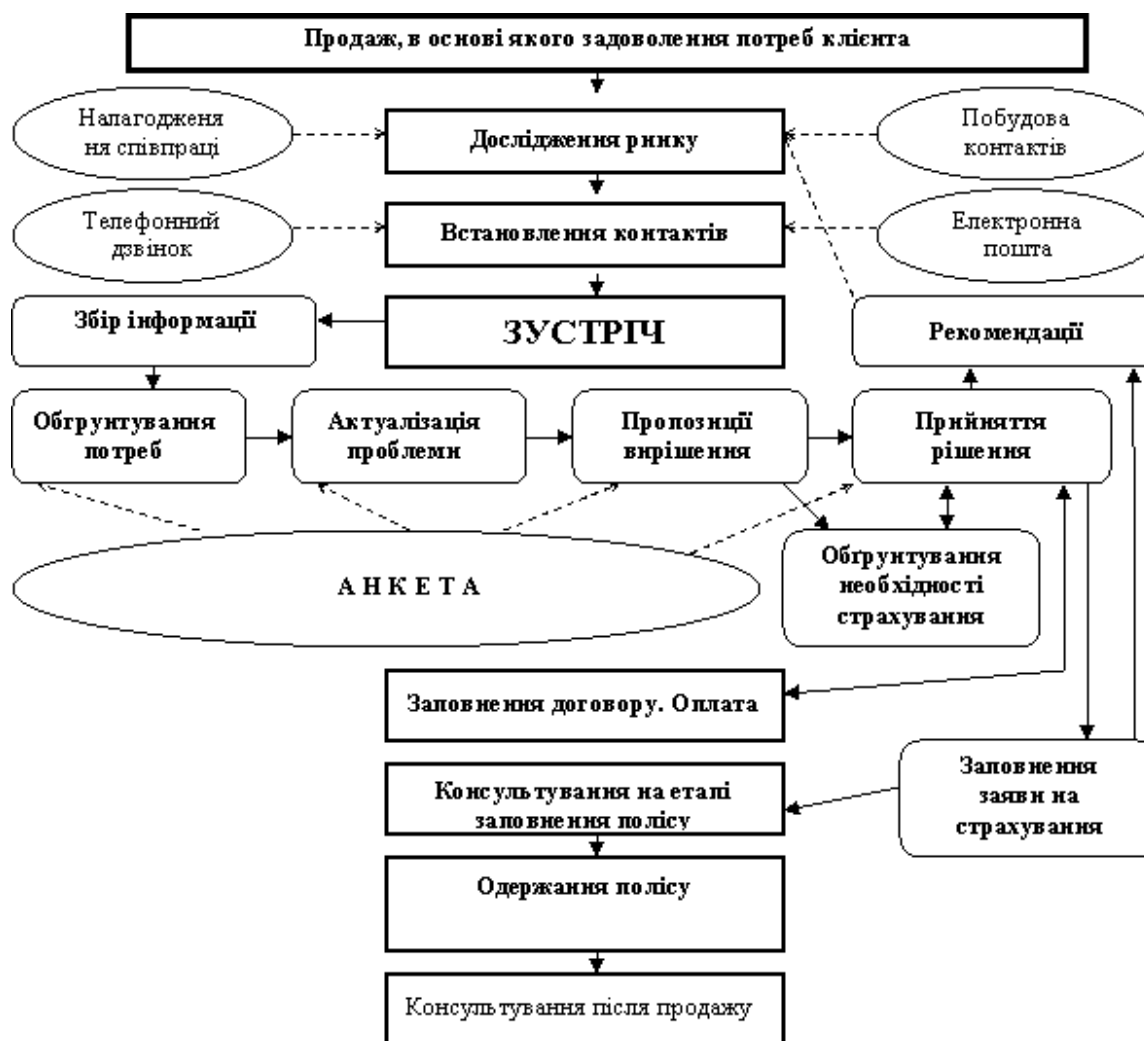 Продаж, в основі якого задоволення потреб клієнта
Налагодженя
ня співпраці
Дослідження ринку
Побудова
контактів
Телефонний
дзвінок
Встановлення контактів
Електронна
пошта
Збір інформації
ЗУСТРІЧ
Рекомендації
Обгрунтування
потреб
Актуалізація
проблеми
Пропозиції
вирішення
Прийняття
рішення
А Н К Е Т А
Обґрунтування
необхідності
страхування
Заповнення договору. Оплата
Заповнення
заяви на
страхування
Консультування на етапі
заповнення полісу
Одержання полісу
Консультування після продажу